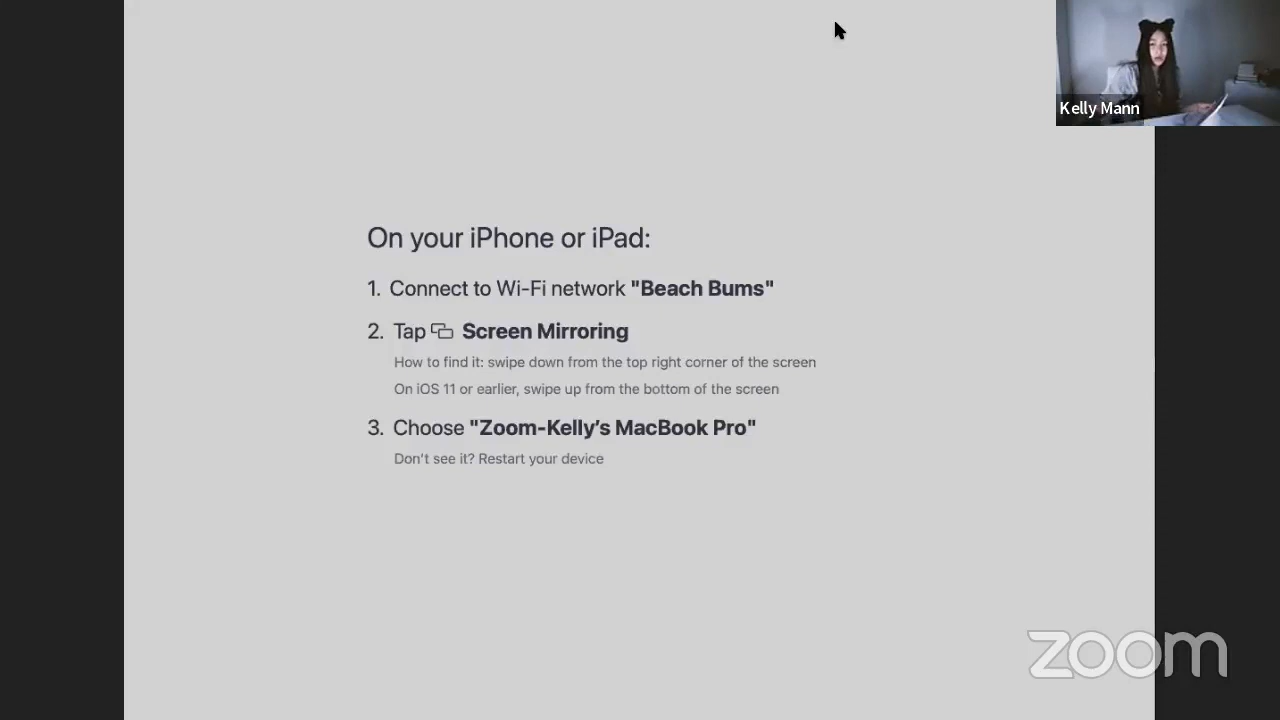 Kelly Mann
On your iPhone or iPad:
1. Connect to Wi-Fi network "Beach Bums"
2. Tap Screen Mirroring
How to find it: swipe down from the top right corner of the screen
On iOS 11 or earlier, swipe up from the bottom of the screen
3. Choose "Zoom-Kelly’s MacBook Pro"
Don't see it? Restart your device
zoom